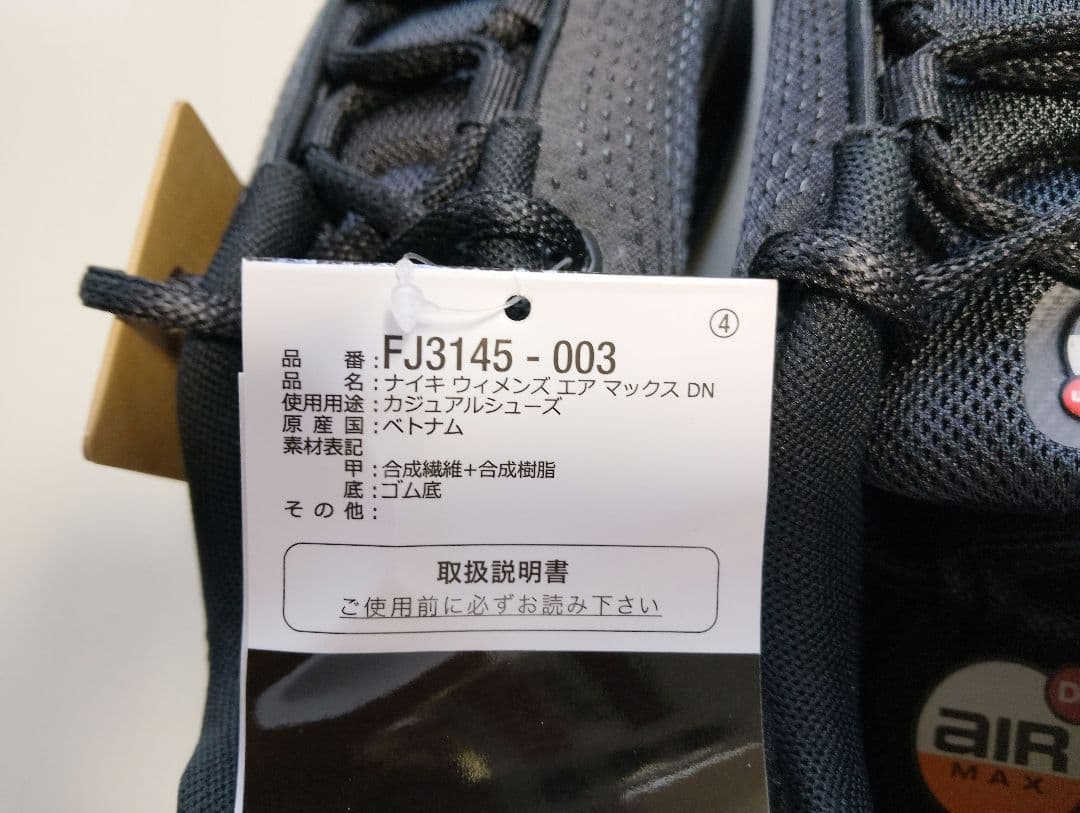 ④
品番:FJ3145-003
品名:ナイキ ウィメンズ エア マックス DN
使用用途:カジュアルシューズ
原産国:ベトナム
素材表記
甲:合成繊維+合成樹脂
底:ゴム底
その他:
取扱説明書
ご使用前に必ずお読み下さい
D
AIR
MAX